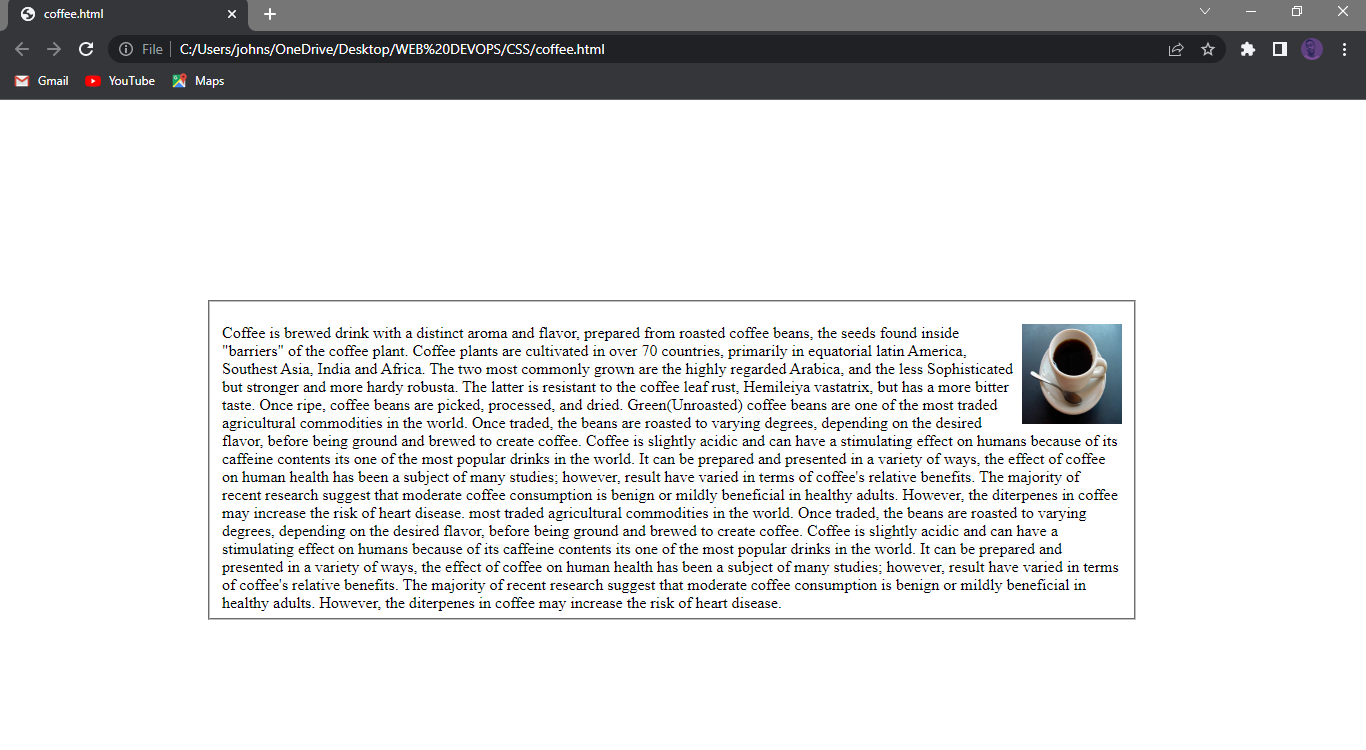 coffee.html
File
C:/Users/johns/OneDrive/Desktop/WEB%20DEVOPS/CSS/coffee.html
Gmail
YouTube
Maps
Coffee is brewed drink with a distinct aroma and flavor, prepared from roasted coffee beans, the seeds found inside
"barriers" of the coffee plant. Coffee plants are cultivated in over 70 countries, primarily in equatorial latin America,
Southest Asia, India and Africa. The two most commonly grown are the highly regarded Arabica, and the less Sophisticated
but stronger and more hardy robusta. The latter is resistant to the coffee leaf rust, Hemileiya vastatrix, but has a more bitter
taste. Once ripe, coffee beans are picked, processed, and dried. Green(Unroasted) coffee beans are one of the most traded
agricultural commodities in the world. Once traded, the beans are roasted to varying degrees, depending on the desired
flavor, before being ground and brewed to create coffee. Coffee is slightly acidic and can have a stimulating effect on humans because of its
caffeine contents its one of the most popular drinks in the world. It can be prepared and presented in a variety of ways, the effect of coffee
on human health has been a subject of many studies; however, result have varied in terms of coffee's relative benefits. The majority of
recent research suggest that moderate coffee consumption is benign or mildly beneficial in healthy adults. However, the diterpenes in coffee
may increase the risk of heart disease. most traded agricultural commodities in the world. Once traded, the beans are roasted to varying
degrees, depending on the desired flavor, before being ground and brewed to create coffee. Coffee is slightly acidic and can have a
stimulating effect on humans because of its caffeine contents its one of the most popular drinks in the world. It can be prepared and
presented in a variety of ways, the effect of coffee on human health has been a subject of many studies; however, result have varied in terms
of coffee's relative benefits. The majority of recent research suggest that moderate coffee consumption is benign or mildly beneficial in
healthy adults. However, the diterpenes in coffee may increase the risk of heart disease.